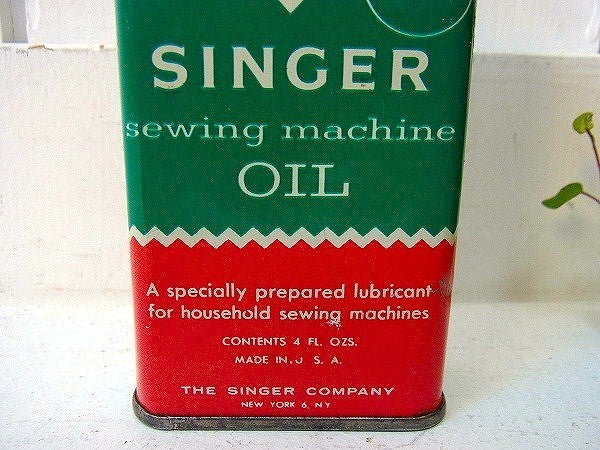 SINGER
sewing machine
OIL
A specially prepared lubricant
for household sewing machines
CONTENTS 4 FL. OZS.
MADE IN U S. A.
THE SINGER COMPANY
NEW YORK 6, NY